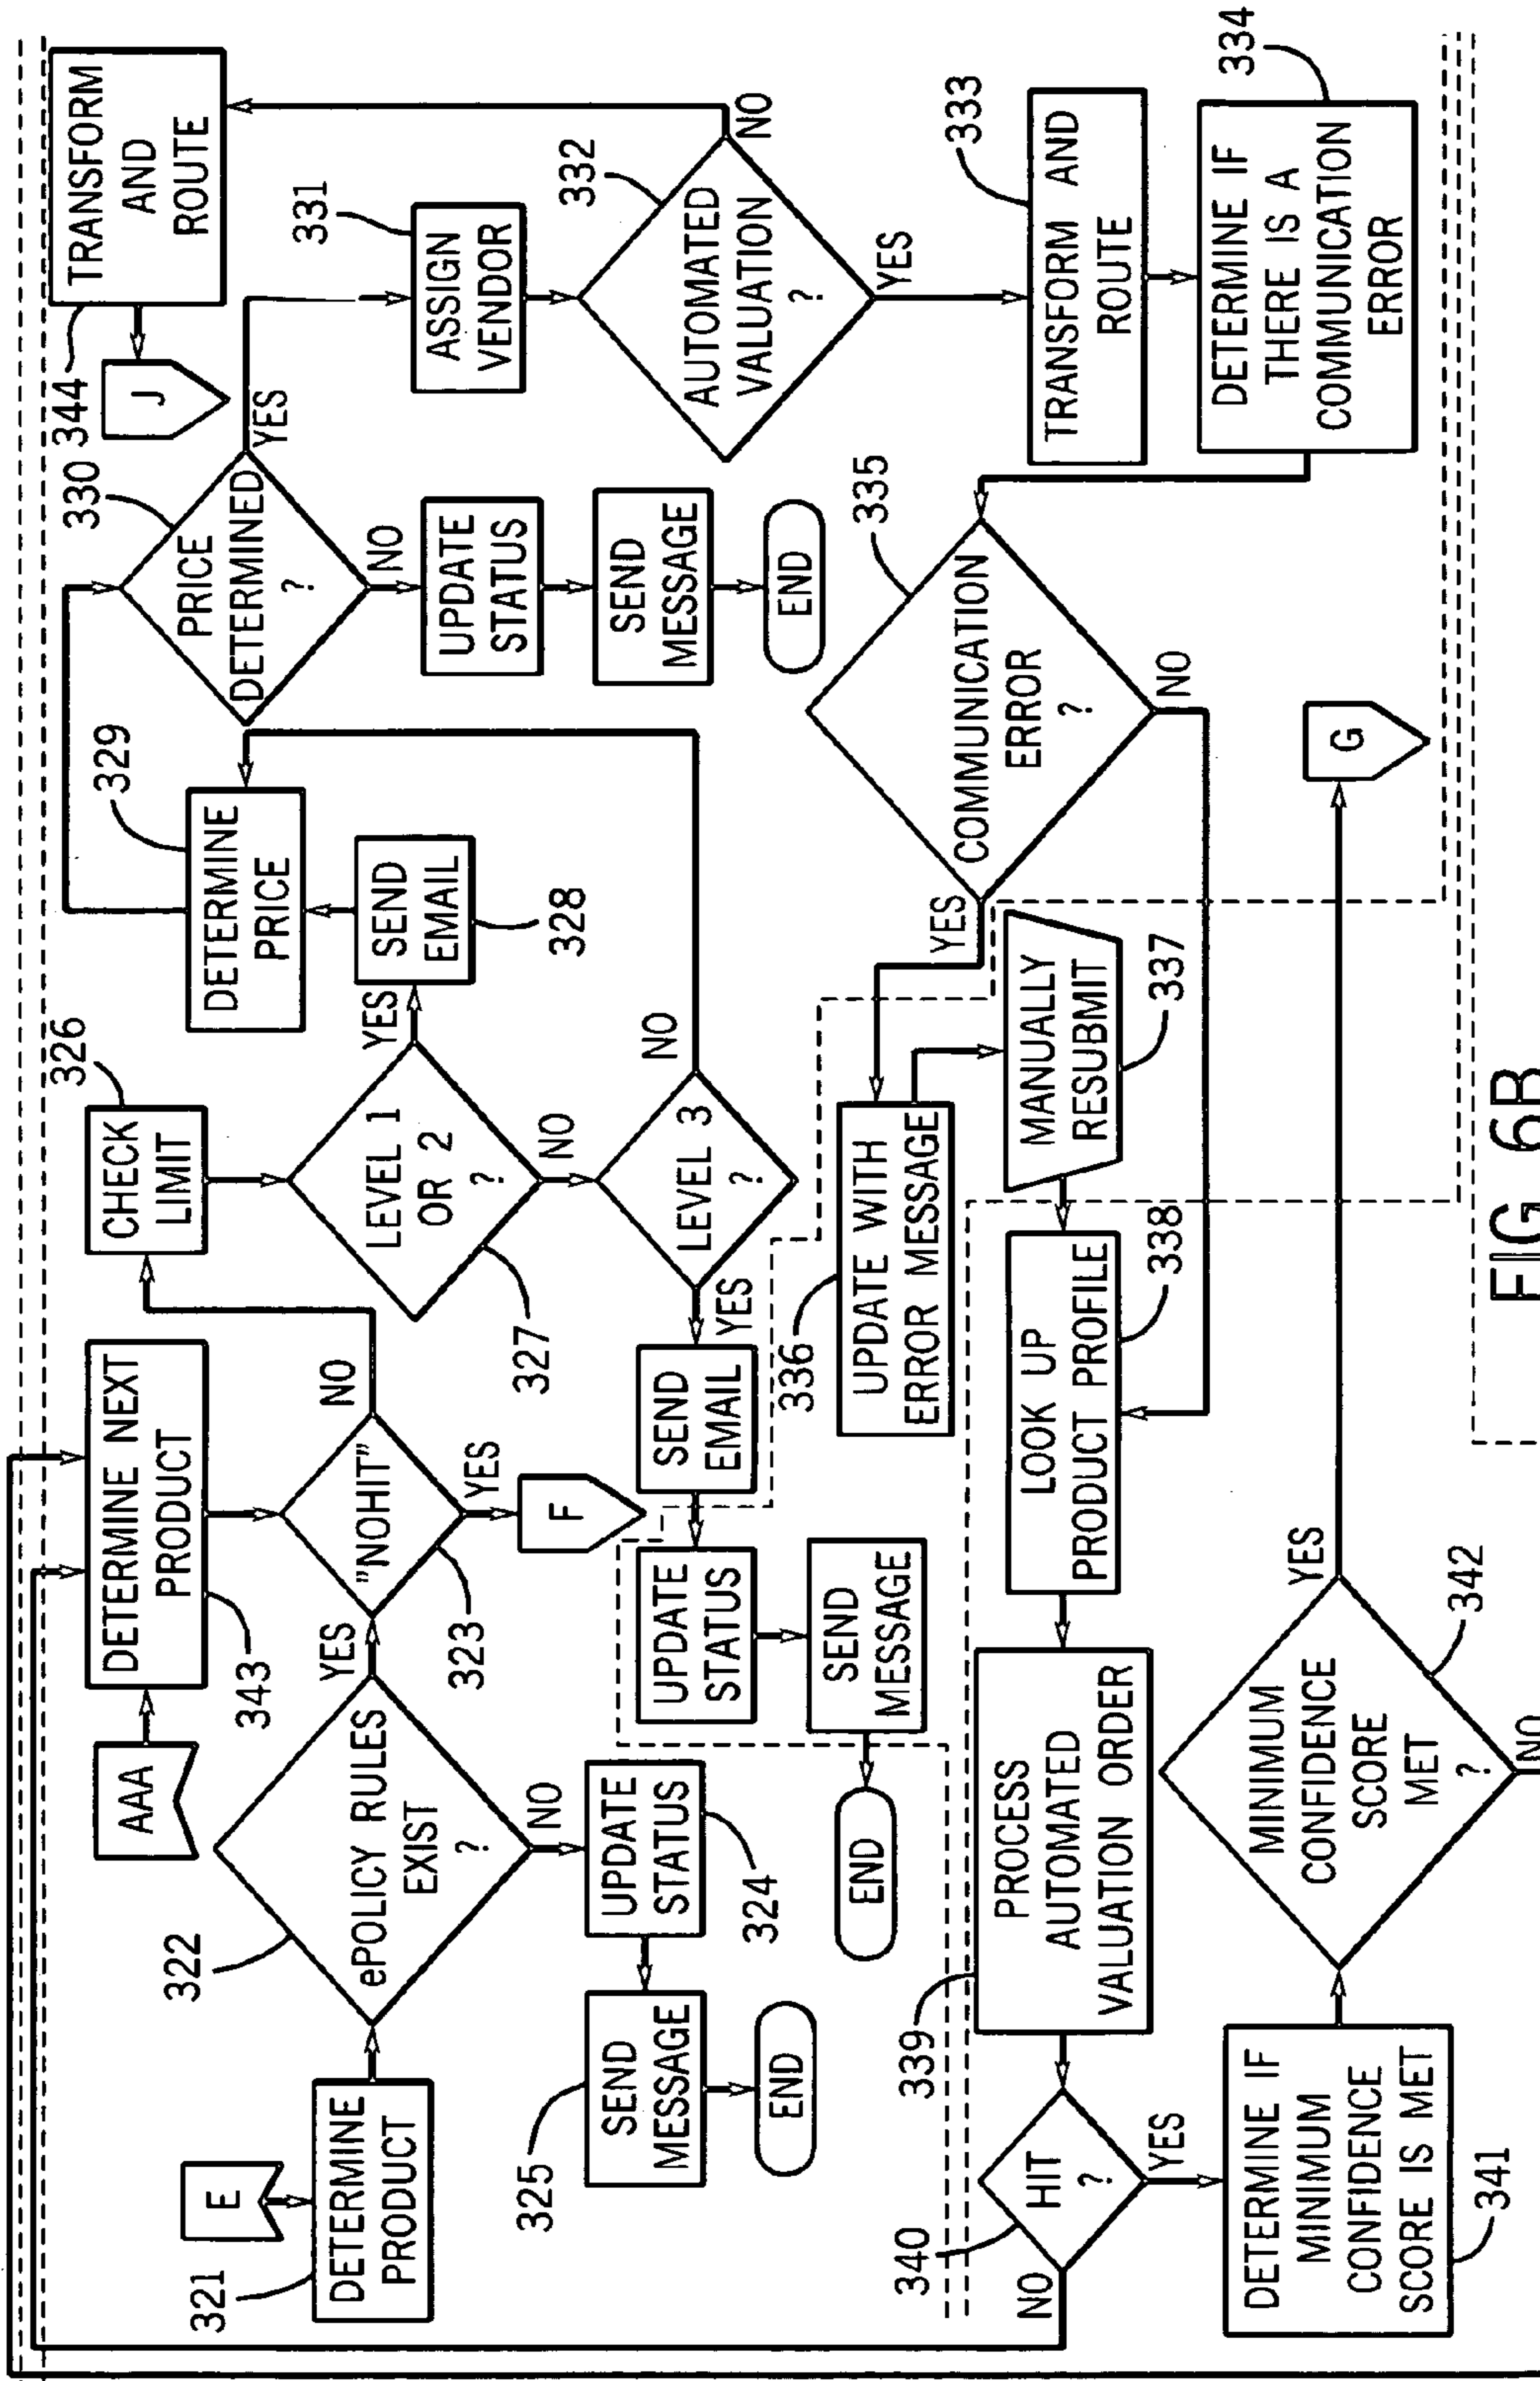 E
321
DETERMINE
PRODUCT
322
ePOLICY RULES
EXIST
?
YES
NO
UPDATE
STATUS
324
SEND
MESSAGE
325
END
AAA
DETERMINE NEXT
PRODUCT
343
"NOHIT"
323
NO
YES
F
CHECK
LIMIT
326
LEVEL 1
OR 2
?
327
YES
NO
SEND
EMAIL
328
LEVEL 3
?
NO
YES
SEND
EMAIL
UPDATE
STATUS
SEND
MESSAGE
END
DETERMINE
PRICE
329
PRICE
DETERMINED
?
330
YES
NO
UPDATE
STATUS
SEND
MESSAGE
END
TRANSFORM
AND
ROUTE
344
J
ASSIGN
VENDOR
331
AUTOMATED
VALUATION
?
332
NO
YES
TRANSFORM AND
ROUTE
333
DETERMINE IF
THERE IS A
COMMUNICATION
ERROR
334
COMMUNICATION
ERROR
?
335
YES
NO
UPDATE WITH
ERROR MESSAGE
336
MANUALLY
RESUBMIT
337
LOOK UP
PRODUCT PROFILE
338
PROCESS
AUTOMATED
VALUATION ORDER
339
HIT
?
340
NO
YES
DETERMINE IF
MINIMUM
CONFIDENCE
SCORE IS MET
341
MINIMUM
CONFIDENCE
SCORE
MET
?
342
YES
NO
G
FIG 6B